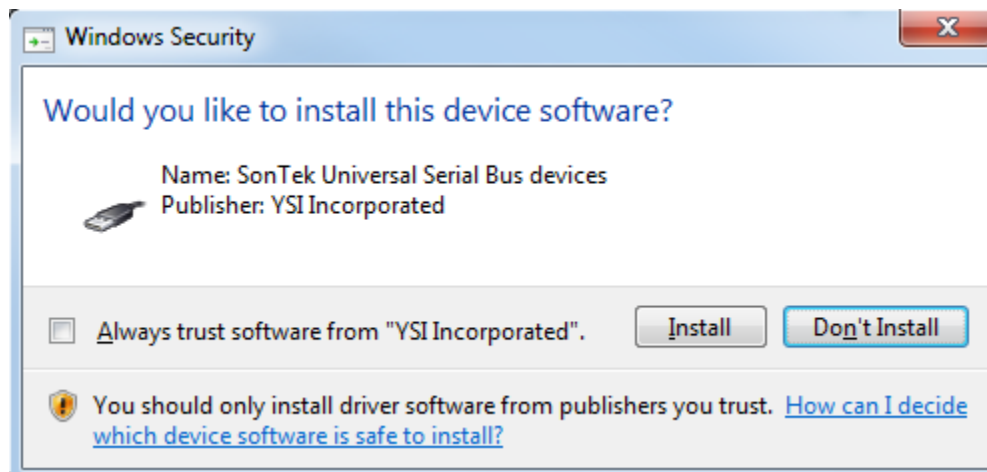 Windows Security
Would you like to install this device software?
Name: SonTek Universal Serial Bus devices
Publisher: YSI Incorporated
Always trust software from "YSI Incorporated".
Install
Don't Install
You should only install driver software from publishers you trust. How can I decide
which device software is safe to install?